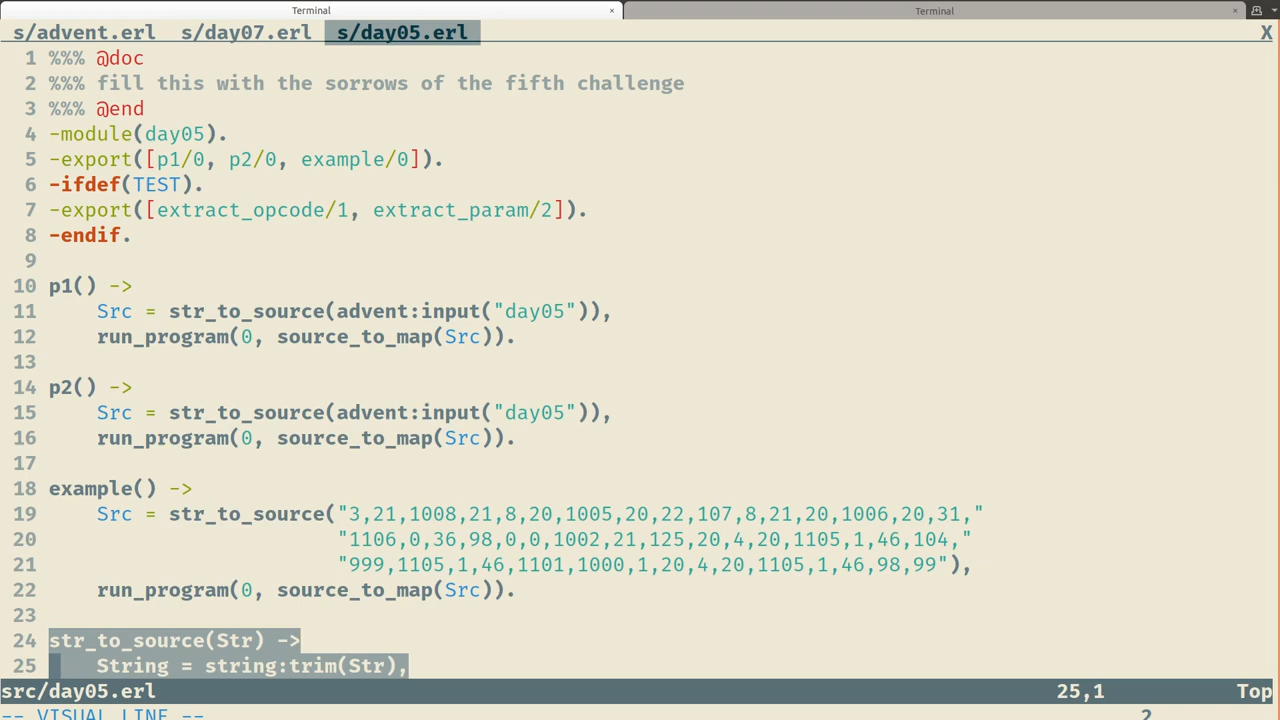 Terminal × Terminal ×
s/advent.erl s/day07.erl s/day05.erl X
1 %%% @doc
2 %%% fill this with the sorrows of the fifth challenge
3 %%% @end
4 -module(day05).
5 -export([p1/0, p2/0, example/0]).
6 -ifdef(TEST).
7 -export([extract_opcode/1, extract_param/2]).
8 -endif.
9
10 p1() ->
11     Src = str_to_source(advent:input("day05")),
12     run_program(0, source_to_map(Src)).
13
14 p2() ->
15     Src = str_to_source(advent:input("day05")),
16     run_program(0, source_to_map(Src)).
17
18 example() ->
19     Src = str_to_source("3,21,1008,21,8,20,1005,20,22,107,8,21,20,1006,20,31,"
20                         "1106,0,36,98,0,0,1002,21,125,20,4,20,1105,1,46,104,"
21                         "999,1105,1,46,1101,1000,1,20,4,20,1105,1,46,98,99"),
22     run_program(0, source_to_map(Src)).
23
24 str_to_source(Str) ->
25     String = string:trim(Str),
src/day05.erl 25,1 Top
-- VISUAL LINE -- 2